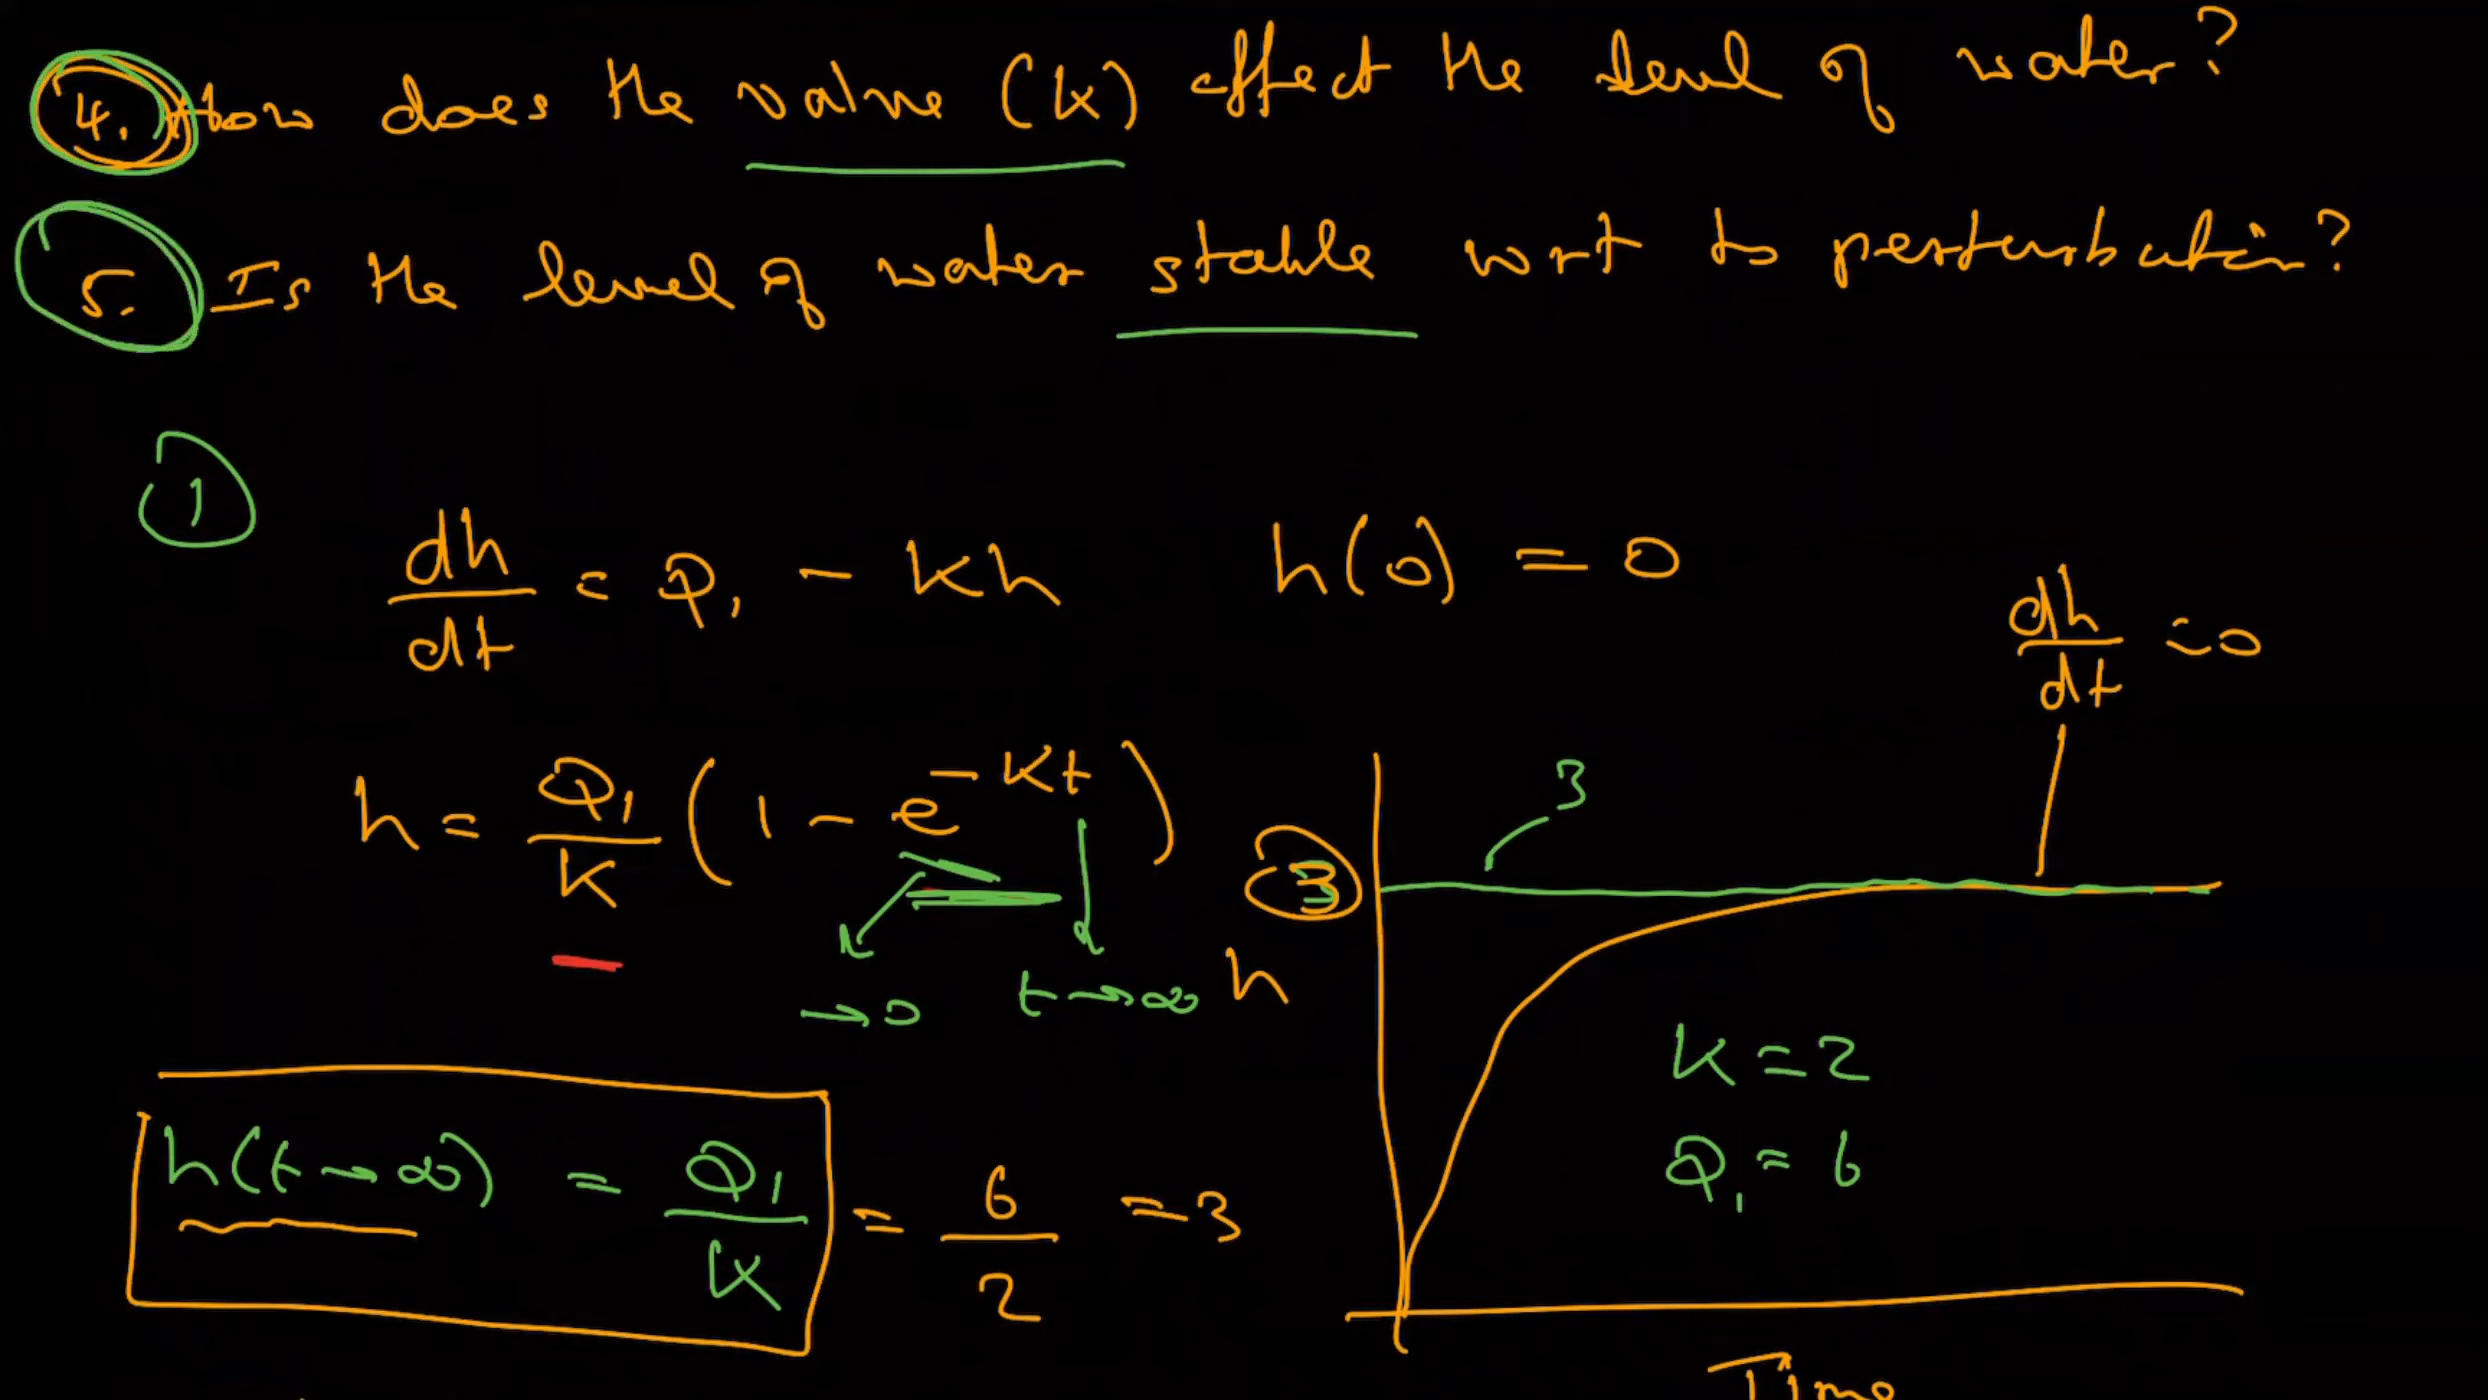 4. How does the value (K) effect the level of water?
5. Is the level of water stable wrt to perturbation?
1
dh/dt = Q₁ - Kh    h(0) = 0
dh/dt = 0
h = Q₁/K (1 - e^(-Kt))
→ 0    t → ∞
3
3
h
K = 2
Q₁ = 6
h(t → ∞) = Q₁/K = 6/2 = 3
Time